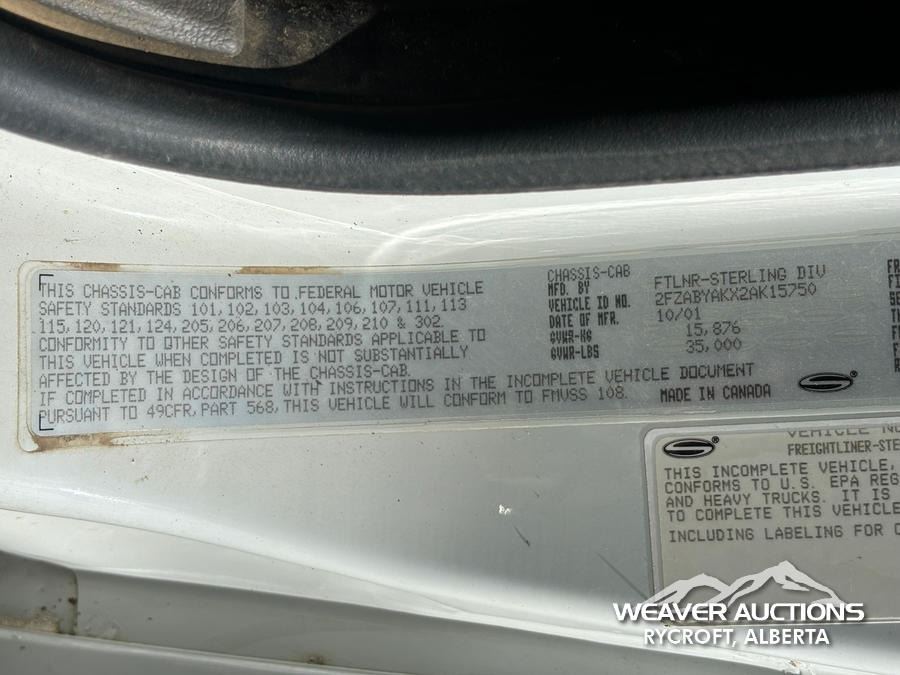 THIS CHASSIS-CAB CONFORMS TO FEDERAL MOTOR VEHICLE
SAFETY STANDARDS 101, 102, 103, 104, 106, 107, 111, 113
115, 120, 121, 124, 205, 206, 207, 208, 209, 210 & 302.
CONFORMITY TO OTHER SAFETY STANDARDS APPLICABLE TO
THIS VEHICLE WHEN COMPLETED IS NOT SUBSTANTIALLY
AFFECTED BY THE DESIGN OF THE CHASSIS-CAB.
IF COMPLETED IN ACCORDANCE WITH INSTRUCTIONS IN THE INCOMPLETE VEHICLE DOCUMENT
PURSUANT TO 49CFR, PART 568, THIS VEHICLE WILL CONFORM TO FMVSS 108.
CHASSIS-CAB
MFD. BY FTLNR-STERLING DIV
VEHICLE ID NO. 2FZABYAKX2AK15750
DATE OF MFR. 10/01
GVWR-KG 15,876
GVWR-LBS 35,000
MADE IN CANADA
VEHICLE
FREIGHTLINER-STE
THIS INCOMPLETE VEHICLE,
CONFORMS TO U.S. EPA REG
AND HEAVY TRUCKS. IT IS
TO COMPLETE THIS VEHICLE
INCLUDING LABELING FOR
WEAVER AUCTIONS
RYCROFT, ALBERTA